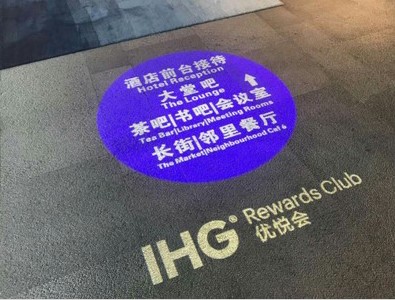 酒店前台接待
Hotel Reception
大堂吧
The Lounge
茶吧|书吧|会议室
Tea Bar|Library|Meeting Rooms
长街|邻里餐厅
The Market|Neighbourhood Café
IHG® Rewards Club
优悦会